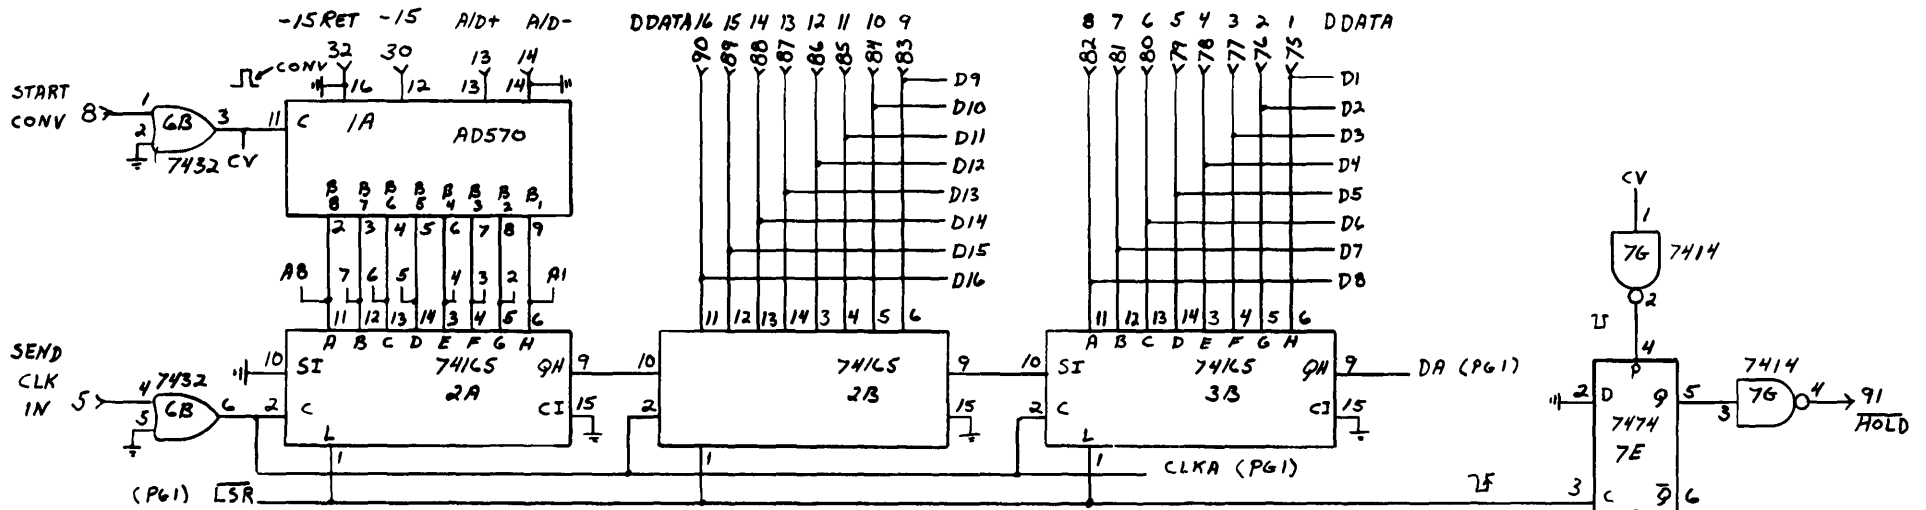 -15 RET -15 A/D+ A/D-
32 30 13 14
CONV
16 12 13 14
START
CONV 8
1
2
6B
3
7432
CV
11 C 1A
AD570
B8 B7 B6 B5 B4 B3 B2 B1
2 3 4 5 6 7 8 9
A8 7 6 5 4 3 2 A1
11 12 13 14 3 4 5 6
A B C D E F G H
10 SI 74165 QH 9
2A
2 C CI 15
L
1
SEND
CLK
IN 5
4 7432
5
6B
6
DDATA 16 15 14 13 12 11 10 9
90 89 88 87 86 85 84 83
D9
D10
D11
D12
D13
D14
D15
D16
11 12 13 14 3 4 5 6
10 74165 9
2B
2 15
1
8 7 6 5 4 3 2 1 DDATA
82 81 80 79 78 77 76 75
D1
D2
D3
D4
D5
D6
D7
D8
11 12 13 14 3 4 5 6
A B C D E F G H
10 SI 74165 QH 9 DA (PG1)
3B
2 C CI 15
L
1
CLKA (PG1)
(PG1) LSR
CV
1
7G 7414
2
4
P
2 D Q 5
7474
7E
3 C Q 6
7414
3 7G 4 91
HOLD